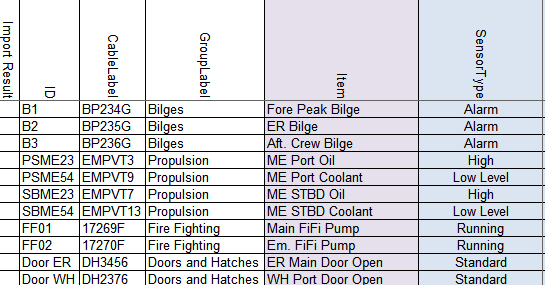 Import Result ID CableLabel GroupLabel Item SensorType
B1 BP234G Bilges Fore Peak Bilge Alarm
B2 BP235G Bilges ER Bilge Alarm
B3 BP236G Bilges Aft. Crew Bilge Alarm
PSME23 EMPVT3 Propulsion ME Port Oil High
PSME54 EMPVT9 Propulsion ME Port Coolant Low Level
SBME23 EMPVT7 Propulsion ME STBD Oil High
SBME54 EMPVT13 Propulsion ME STBD Coolant Low Level
FF01 17269F Fire Fighting Main FiFi Pump Running
FF02 17270F Fire Fighting Em. FiFi Pump Running
Door ER DH3456 Doors and Hatches ER Main Door Open Standard
Door WH DH2376 Doors and Hatches WH Port Door Open Standard